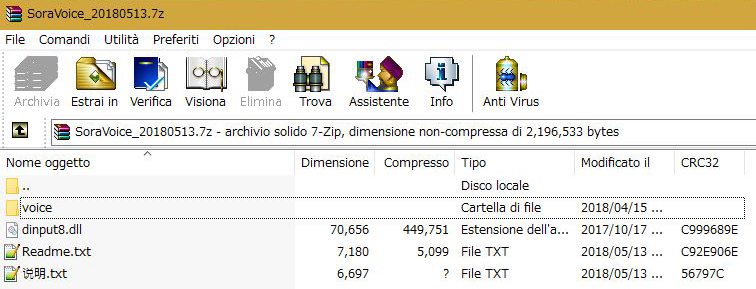 SoraVoice_20180513.7z
File Comandi Utilità Preferiti Opzioni ?
Archivia Estrai in Verifica Visiona Elimina Trova Assistente Info Anti Virus
SoraVoice_20180513.7z - archivio solido 7-Zip, dimensione non-compressa di 2,196,533 bytes
Nome oggetto Dimensione Compresso Tipo Modificato il CRC32
.. Disco locale
voice Cartella di file 2018/04/15 ...
dinput8.dll 70,656 449,751 Estensione dell'a... 2017/10/17 ... C999689E
Readme.txt 7,180 5,099 File TXT 2018/05/13 ... C92E906E
说明.txt 6,697 ? File TXT 2018/05/13 ... 56797C